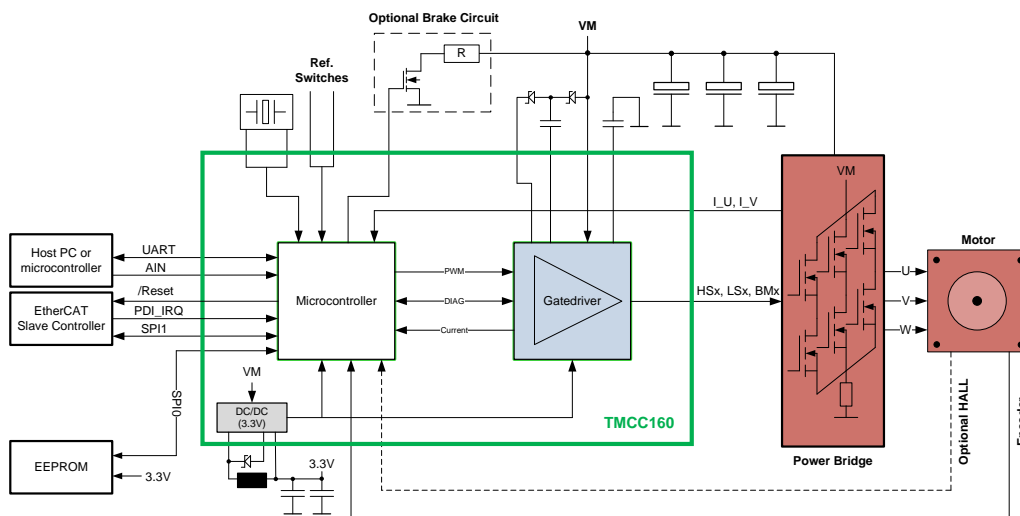 Optional Brake Circuit
VM
R
Ref.
Switches
VM
I_U, I_V
Host PC or
microcontroller
UART
AIN
Microcontroller
PWM
DIAG
Current
Gatedriver
HSx, LSx, BMx
U
V
W
Motor
EtherCAT
Slave Controller
/Reset
PDI_IRQ
SPI1
SPI0
VM
DC/DC
(3.3V)
TMCC160
Power Bridge
Optional HALL
Encoder
EEPROM
3.3V
3.3V